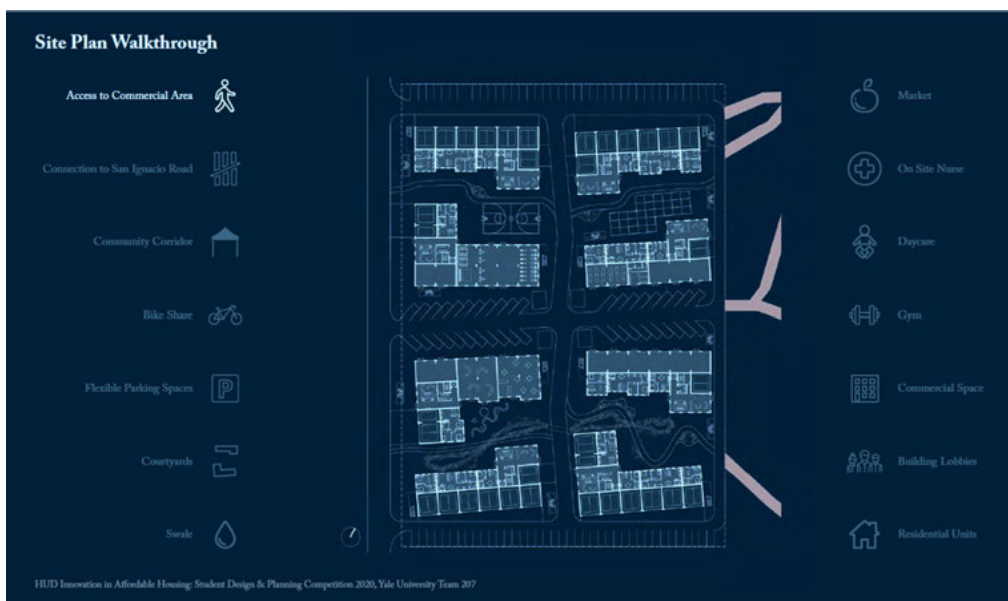 Site Plan Walkthrough
Access to Commercial Area
Connection to San Ignacio Road
Community Corridor
Bike Share
Flexible Parking Spaces
P
Courtyards
Swale
Market
On Site Nurse
Daycare
Gym
Commercial Space
Building Lobbies
Residential Units
HUD Innovation in Affordable Housing: Student Design & Planning Competition 2020, Yale University Team 207